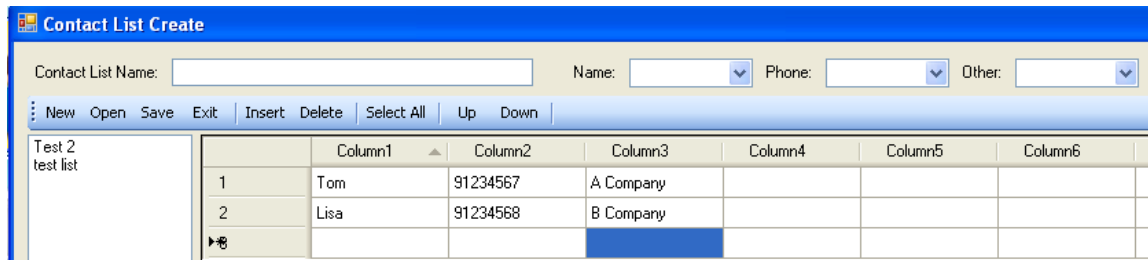 Contact List Create
Contact List Name: Name: Phone: Other:
New Open Save Exit Insert Delete Select All Up Down
Test 2
test list
Column1 Column2 Column3 Column4 Column5 Column6
1 Tom 91234567 A Company
2 Lisa 91234568 B Company